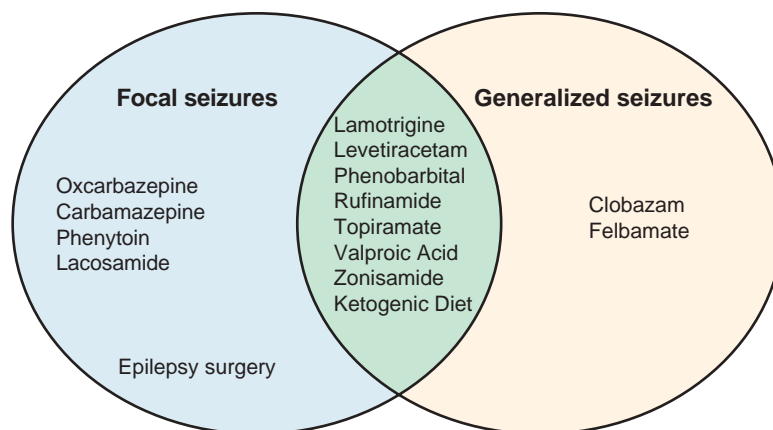 Focal seizures
Oxcarbazepine
Carbamazepine
Phenytoin
Lacosamide
Epilepsy surgery
Lamotrigine
Levetiracetam
Phenobarbital
Rufinamide
Topiramate
Valproic Acid
Zonisamide
Ketogenic Diet
Generalized seizures
Clobazam
Felbamate